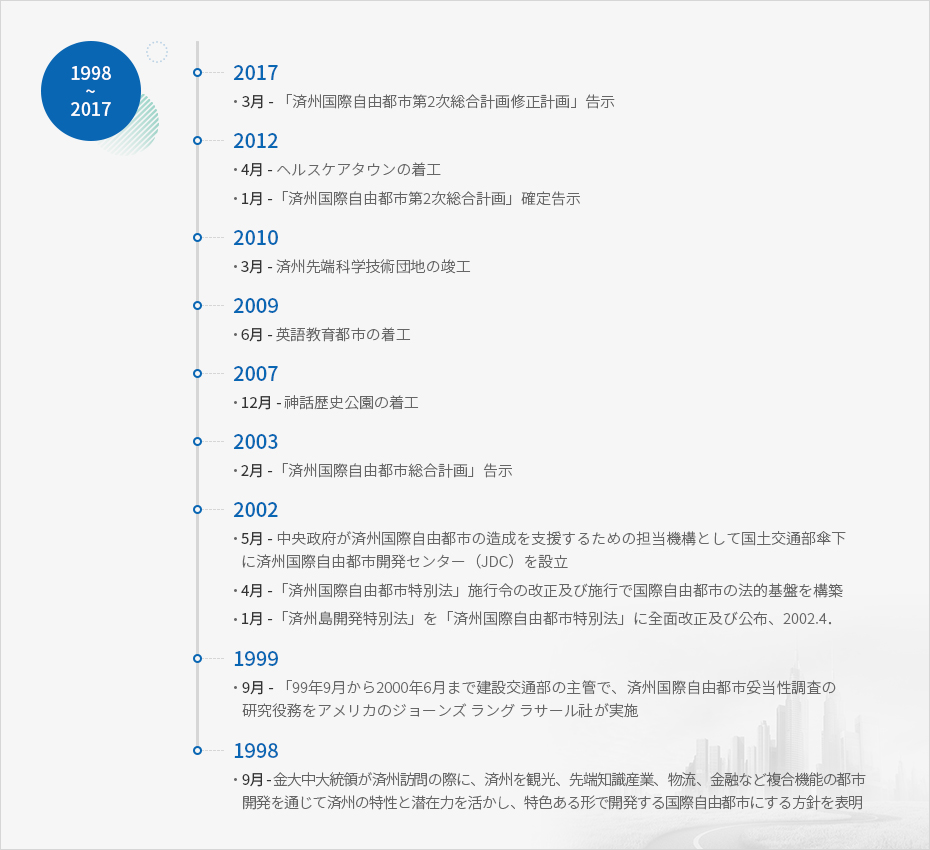 1998
~
2017
2017
・3月 - 「済州国際自由都市第2次総合計画修正計画」告示
2012
・4月 - ヘルスケアタウンの着工
・1月 -「済州国際自由都市第2次総合計画」確定告示
2010
・3月 - 済州先端科学技術団地の竣工
2009
・6月 - 英語教育都市の着工
2007
・12月 - 神話歴史公園の着工
2003
・2月 -「済州国際自由都市総合計画」告示
2002
・5月 - 中央政府が済州国際自由都市の造成を支援するための担当機構として国土交通部傘下
に済州国際自由都市開発センター（JDC）を設立
・4月 -「済州国際自由都市特別法」施行令の改正及び施行で国際自由都市の法的基盤を構築
・1月 -「済州島開発特別法」を「済州国際自由都市特別法」に全面改正及び公布、2002.4．
1999
・9月 - 「99年9月から2000年6月まで建設交通部の主管で、済州国際自由都市妥当性調査の
研究役務をアメリカのジョーンズ ラング ラサール社が実施
1998
・9月 - 金大中大統領が済州訪問の際に、済州を観光、先端知識産業、物流、金融など複合機能の都市
開発を通じて済州の特性と潜在力を活かし、特色ある形で開発する国際自由都市にする方針を表明